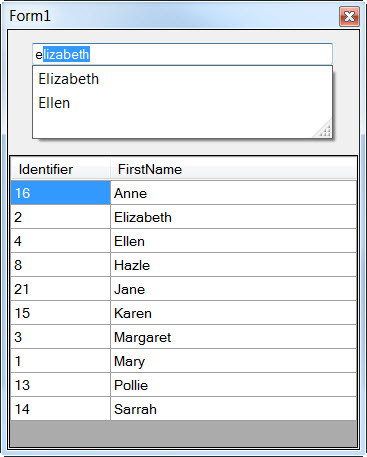 Form1
elizabeth
Elizabeth
Ellen
Identifier FirstName
16 Anne
2 Elizabeth
4 Ellen
8 Hazle
21 Jane
15 Karen
3 Margaret
1 Mary
13 Pollie
14 Sarrah